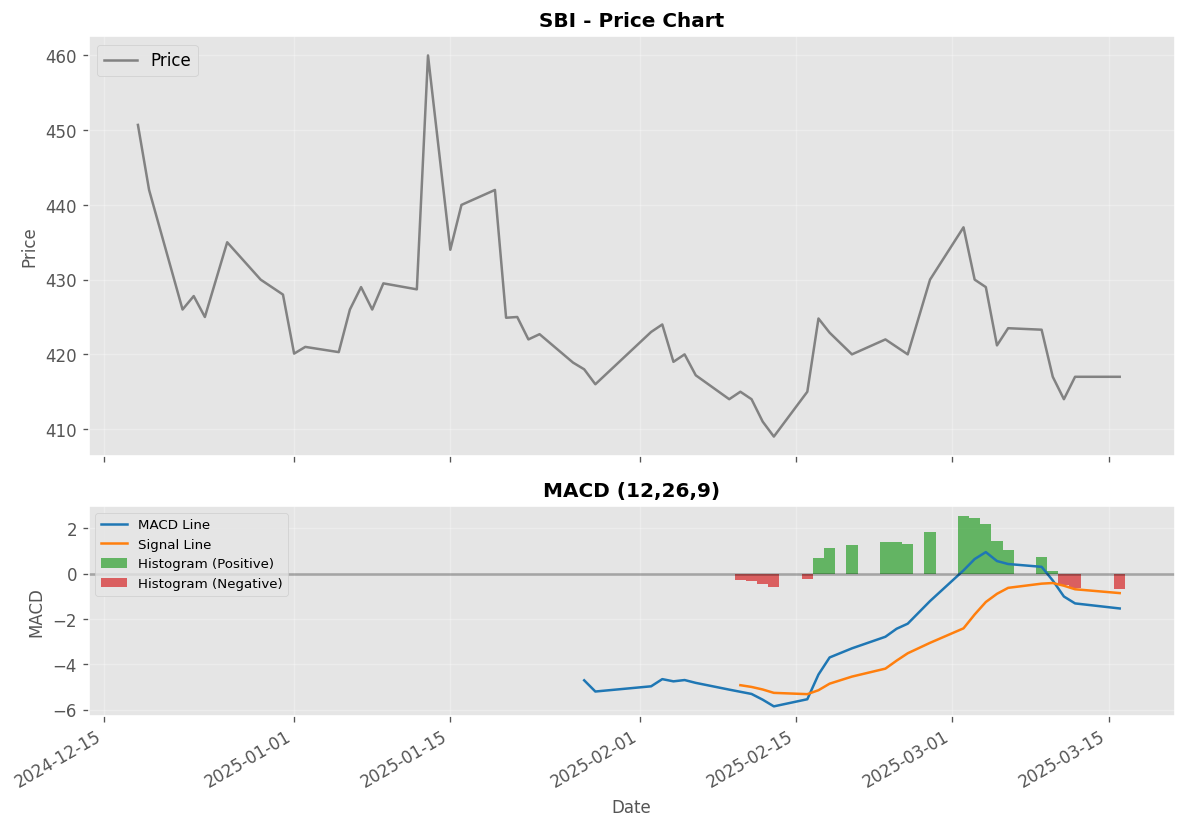 SBI - Price Chart
Price
460
450
440
430
420
410
Price
MACD (12,26,9)
MACD Line
Signal Line
Histogram (Positive)
Histogram (Negative)
2
0
−2
−4
−6
MACD
2024-12-15
2025-01-01
2025-01-15
2025-02-01
2025-02-15
2025-03-01
2025-03-15
Date